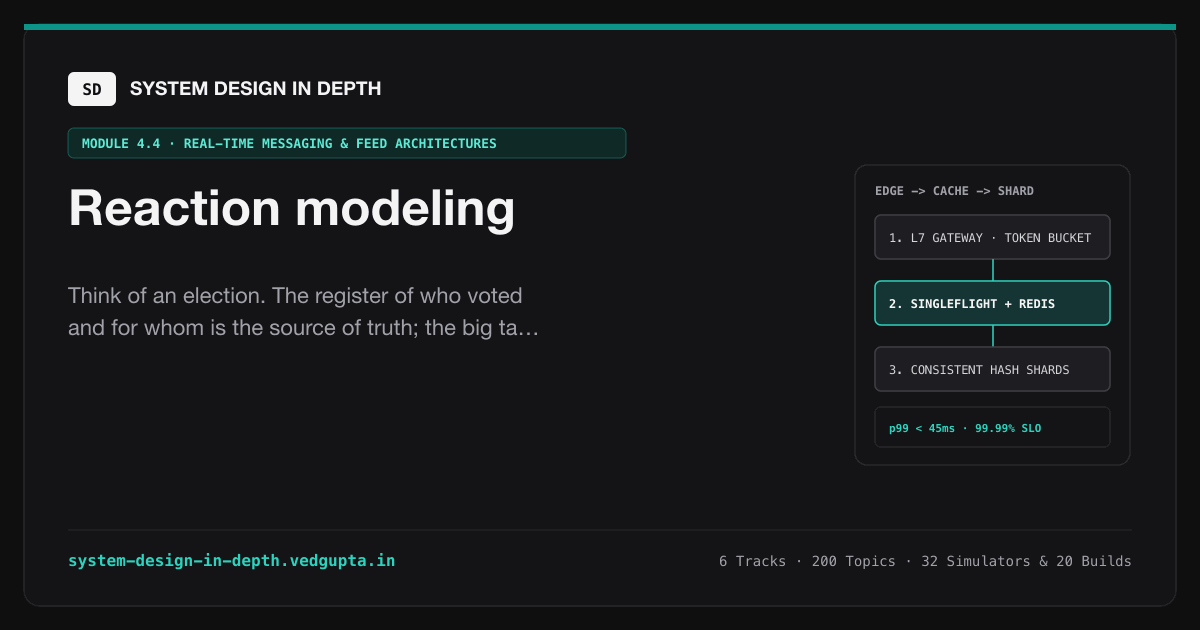 SD SYSTEM DESIGN IN DEPTH
MODULE 4.4 · REAL-TIME MESSAGING & FEED ARCHITECTURES
Reaction modeling
Think of an election. The register of who voted
and for whom is the source of truth; the big ta…
EDGE -> CACHE -> SHARD
1. L7 GATEWAY · TOKEN BUCKET
2. SINGLEFLIGHT + REDIS
3. CONSISTENT HASH SHARDS
p99 < 45ms · 99.99% SLO
system-design-in-depth.vedgupta.in
6 Tracks · 200 Topics · 32 Simulators & 20 Builds